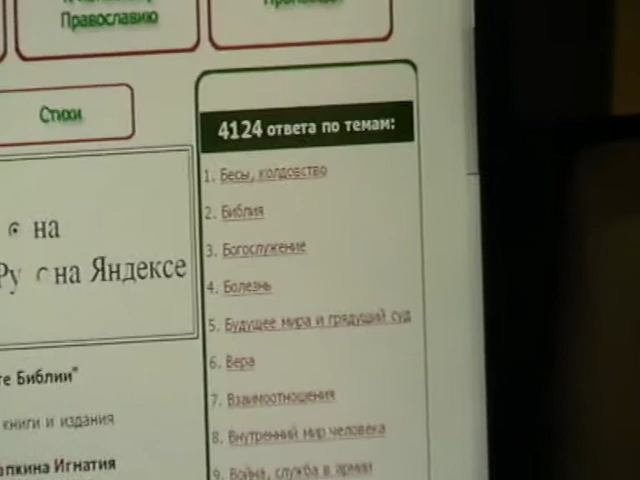 Православию
Стихи
на
на Яндексе
Библии"
книги и издания
Игнатия
4124 ответа по темам:
1. Бесы, колдовство
2. Библия
3. Богослужение
4. Болезнь
5. Будущее мира и грядущий суд
6. Вера
7. Взаимоотношения
8. Внутренний мир человека
9. Война, служба в армии